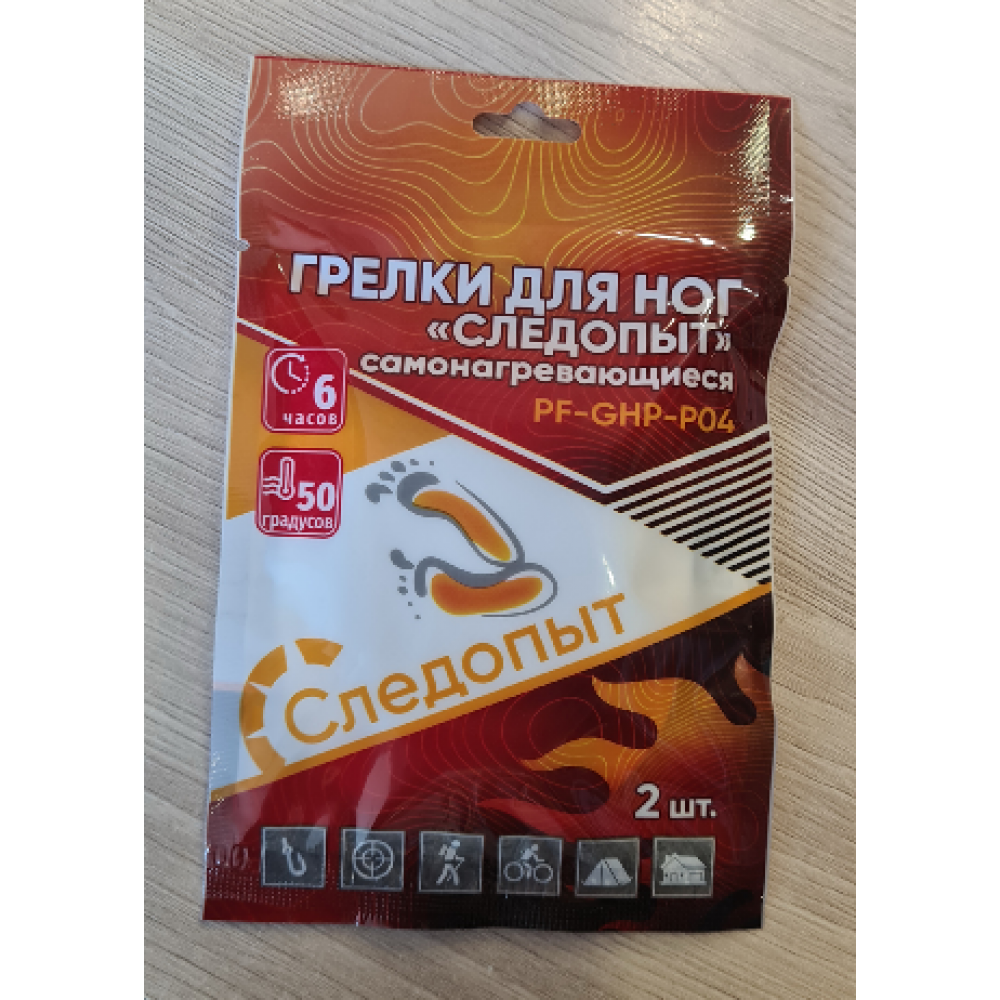 ГРЕЛКИ ДЛЯ НОГ
«СЛЕДОПЫТ»
самонагревающиеся
PF-GHP-P04
6
часов
50
градусов
Следопыт
2 шт.